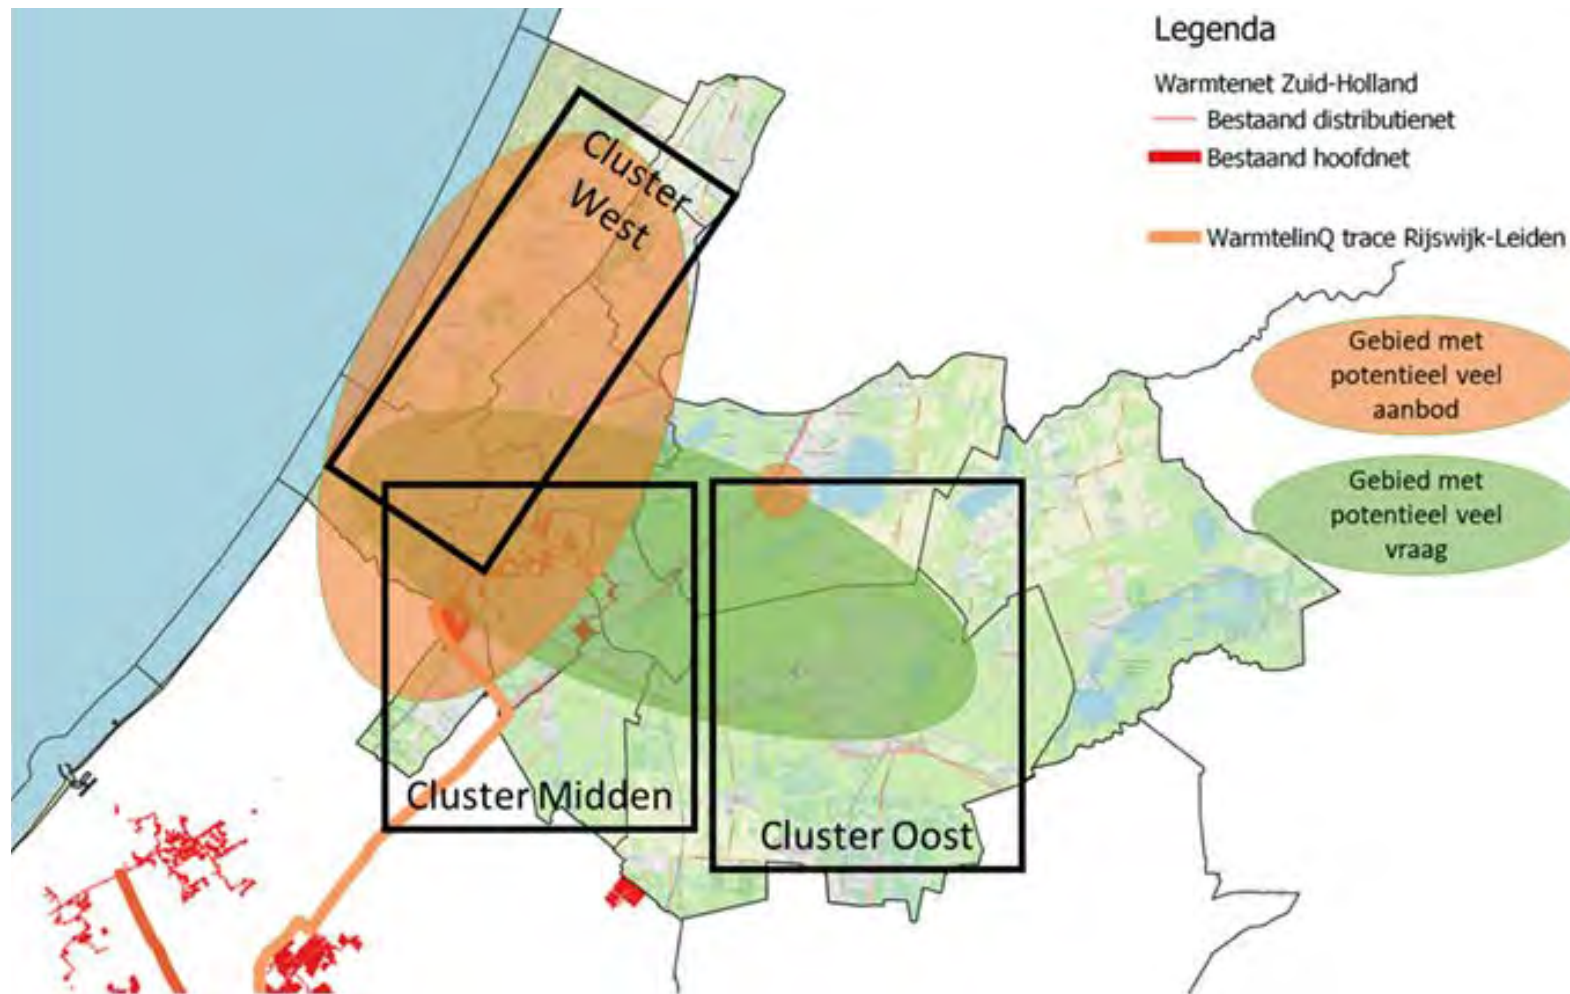 Legenda
Warmtenet Zuid-Holland
Bestaand distributienet
Bestaand hoofdnet
WarmtelinQ trace Rijswijk-Leiden
Gebied met
potentieel veel
aanbod
Gebied met
potentieel veel
vraag
Cluster
West
Cluster Midden
Cluster Oost